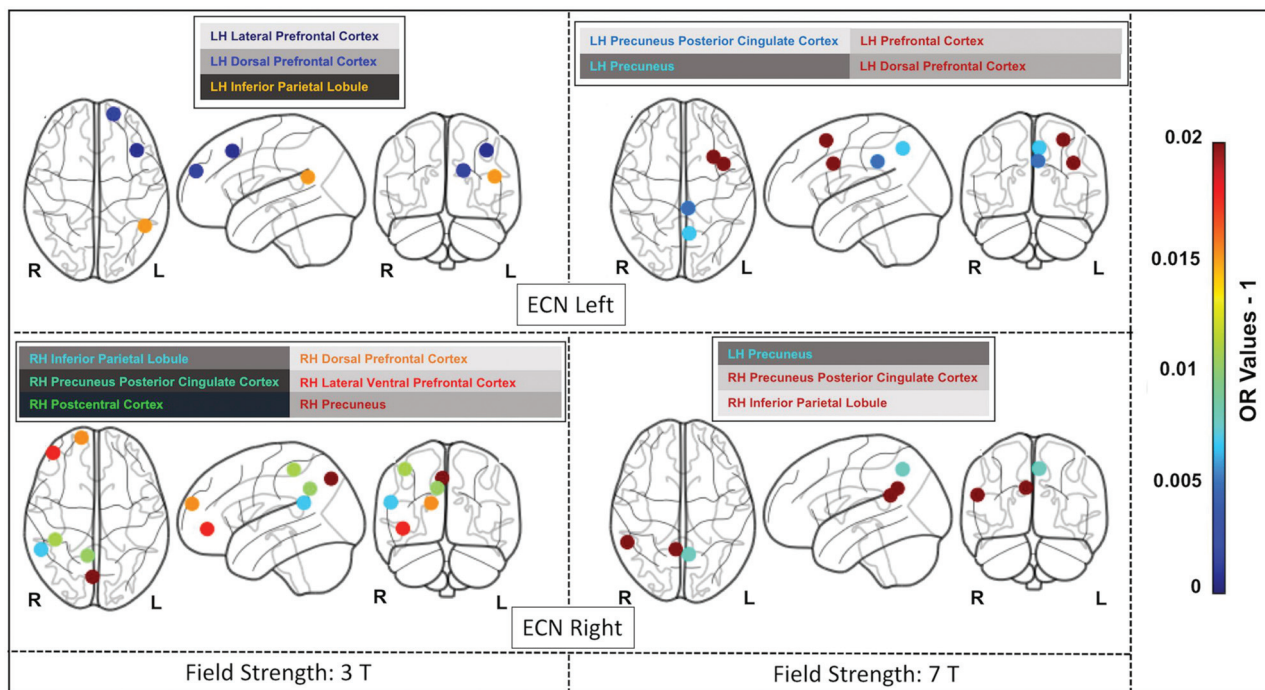 LH Lateral Prefrontal Cortex
LH Dorsal Prefrontal Cortex
LH Inferior Parietal Lobule
LH Precuneus Posterior Cingulate Cortex
LH Prefrontal Cortex
LH Precuneus
LH Dorsal Prefrontal Cortex
R
L
R
L
R
L
R
L
ECN Left
RH Inferior Parietal Lobule
RH Dorsal Prefrontal Cortex
RH Precuneus Posterior Cingulate Cortex
RH Lateral Ventral Prefrontal Cortex
RH Postcentral Cortex
RH Precuneus
LH Precuneus
RH Precuneus Posterior Cingulate Cortex
RH Inferior Parietal Lobule
R
L
R
L
R
L
R
L
ECN Right
Field Strength: 3 T
Field Strength: 7 T
0.02
0.015
0.01
0.005
0
OR Values - 1